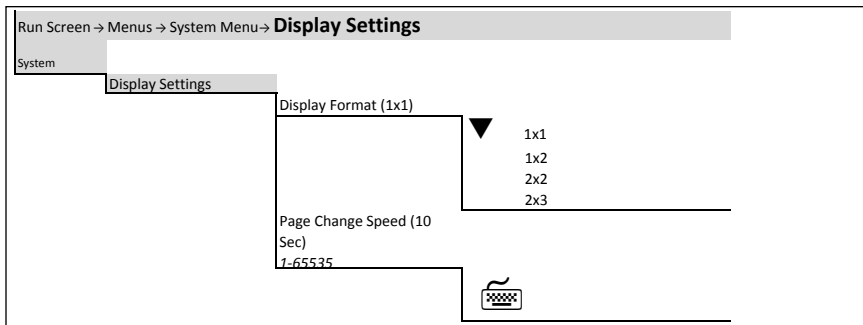 Run Screen → Menus → System Menu→ Display Settings
System
Display Settings
Display Format (1x1)
1x1
1x2
2x2
2x3
Page Change Speed (10
Sec)
1-65535